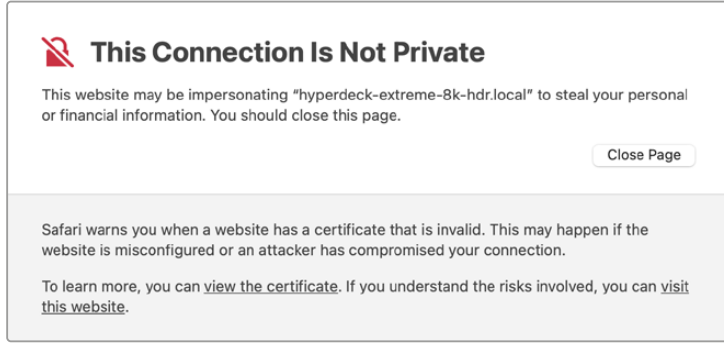 This Connection Is Not Private
This website may be impersonating “hyperdeck-extreme-8k-hdr.local” to steal your personal
or financial information. You should close this page.
Close Page
Safari warns you when a website has a certificate that is invalid. This may happen if the
website is misconfigured or an attacker has compromised your connection.
To learn more, you can view the certificate. If you understand the risks involved, you can visit
this website.